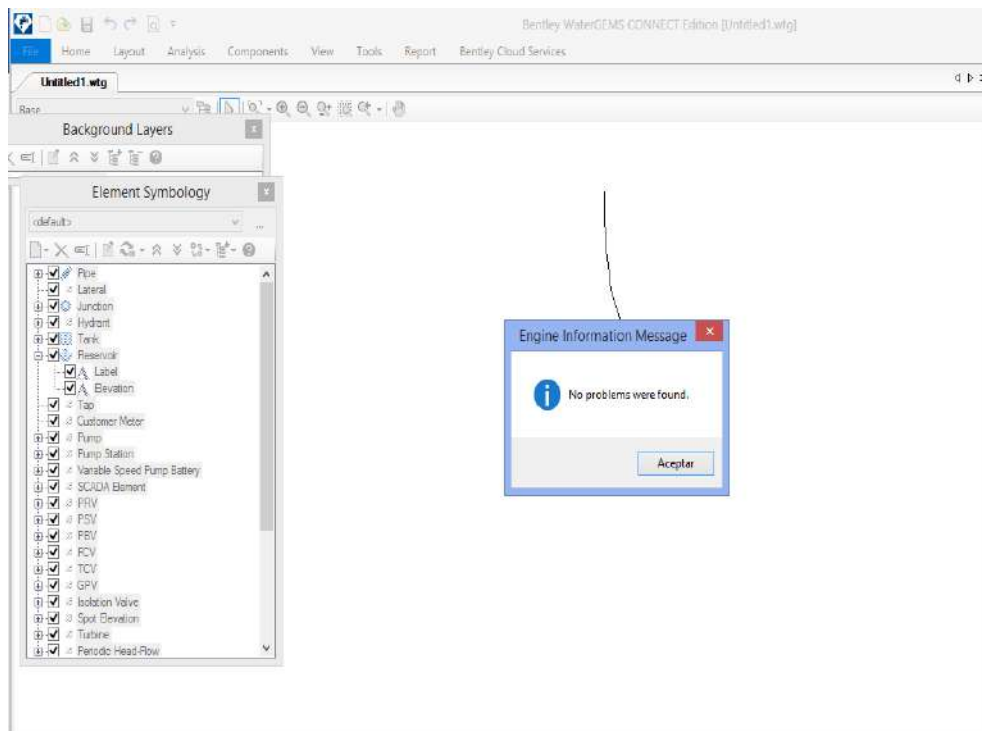 Bentley WaterGEMS CONNECT Edition [Untitled1.wtg]
File Home Layout Analysis Components View Tools Report Bentley Cloud Services
Untitled1.wtg
Base
Background Layers
Element Symbology
<default>
Pipe
Lateral
Junction
Hydrant
Tank
Reservoir
Label
Elevation
Tap
Customer Meter
Pump
Pump Station
Variable Speed Pump Battery
SCADA Element
PRV
PSV
PBV
FCV
TCV
GPV
Isolation Valve
Spot Elevation
Turbine
Periodic Head-Flow
Engine Information Message
No problems were found.
Aceptar